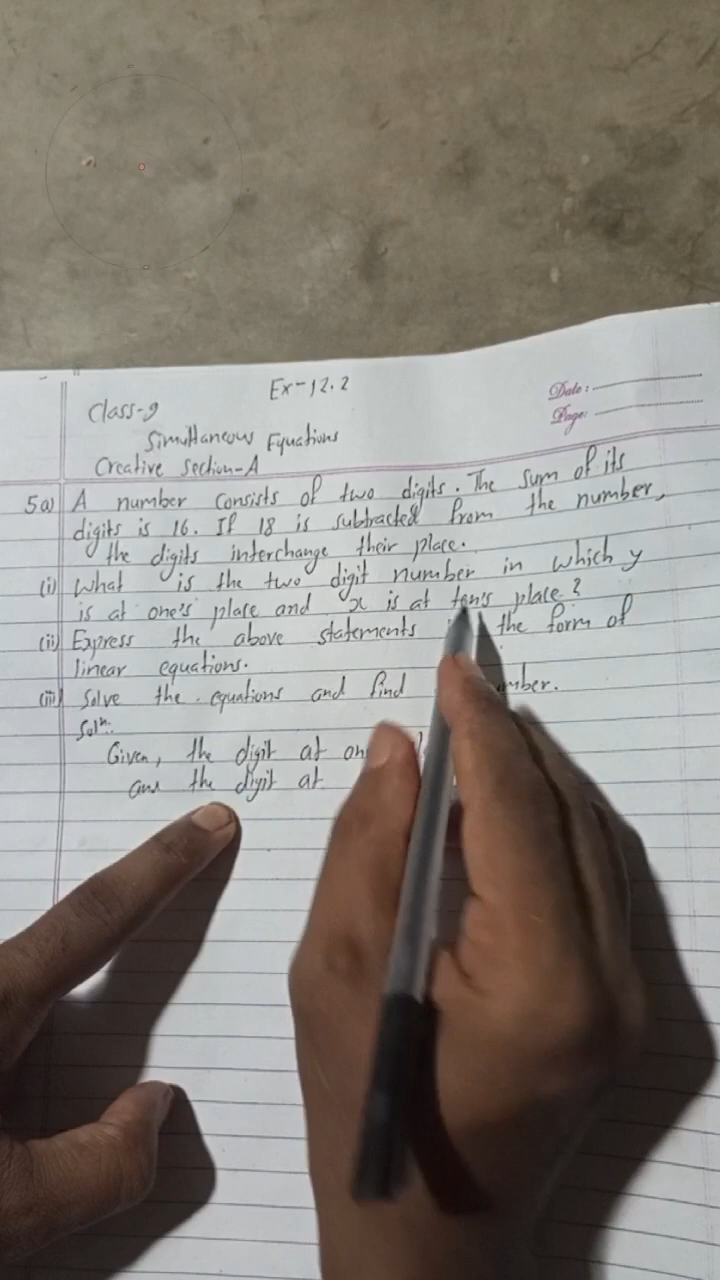 Ex-12.2
Date:
Page:
Class-9
Simultaneous Equations
Creative Section-A
5a) A number consists of two digits. The sum of its
digits is 16. If 18 is subtracted from the number,
the digits interchange their place.
(i) What is the two digit number in which y
is at one's place and x is at ten's place?
(ii) Express the above statements the form of
linear equations.
(iii) Solve the equations and find
Solⁿ:
Given, the digit at
and the digit at